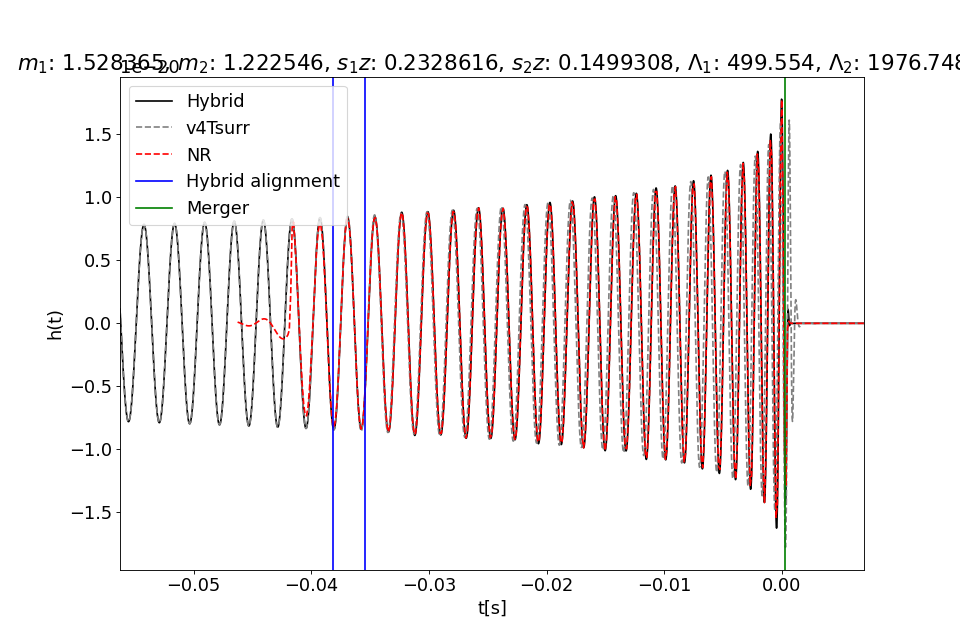 m₁: 1.528365, m₂: 1.222546, s₁z: 0.2328616, s₂z: 0.1499308, Λ₁: 499.554, Λ₂: 1976.748
1e−20
Hybrid
v4Tsurr
NR
Hybrid alignment
Merger
1.5
1.0
0.5
0.0
−0.5
−1.0
−1.5
h(t)
−0.05 −0.04 −0.03 −0.02 −0.01 0.00
t[s]